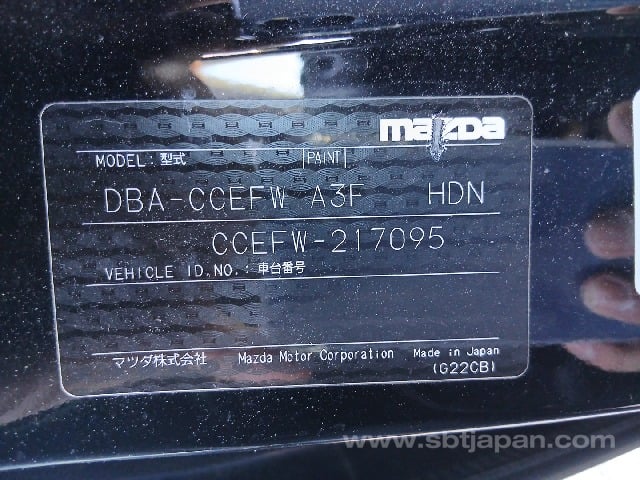 mazda
MODEL: 型式 PAINT
DBA-CCEFW A3F HDN
CCEFW-217095
VEHICLE ID.NO.: 車台番号
マツダ株式会社 Mazda Motor Corporation Made in Japan
(G22CB)
www.sbtjapan.com